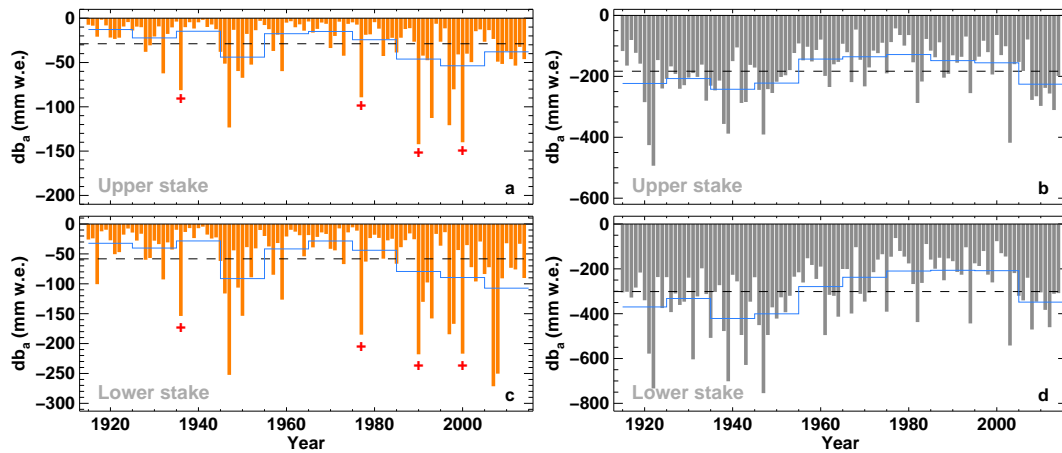 0
−50
−100
−150
−200
db_a (mm w.e.)
Upper stake
a
0
−200
−400
−600
db_a (mm w.e.)
Upper stake
b
0
−50
−100
−150
−200
−250
−300
db_a (mm w.e.)
Lower stake
c
1920 1940 1960 1980 2000
Year
0
−200
−400
−600
−800
db_a (mm w.e.)
Lower stake
d
1920 1940 1960 1980 2000
Year